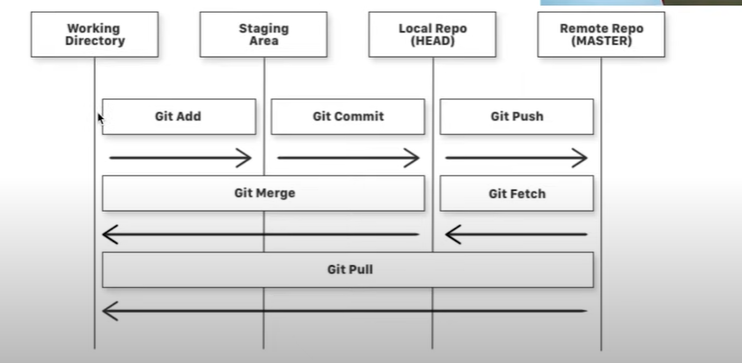 Working
Directory
Staging
Area
Local Repo
(HEAD)
Remote Repo
(MASTER)
Git Add
Git Commit
Git Push
Git Merge
Git Fetch
Git Pull